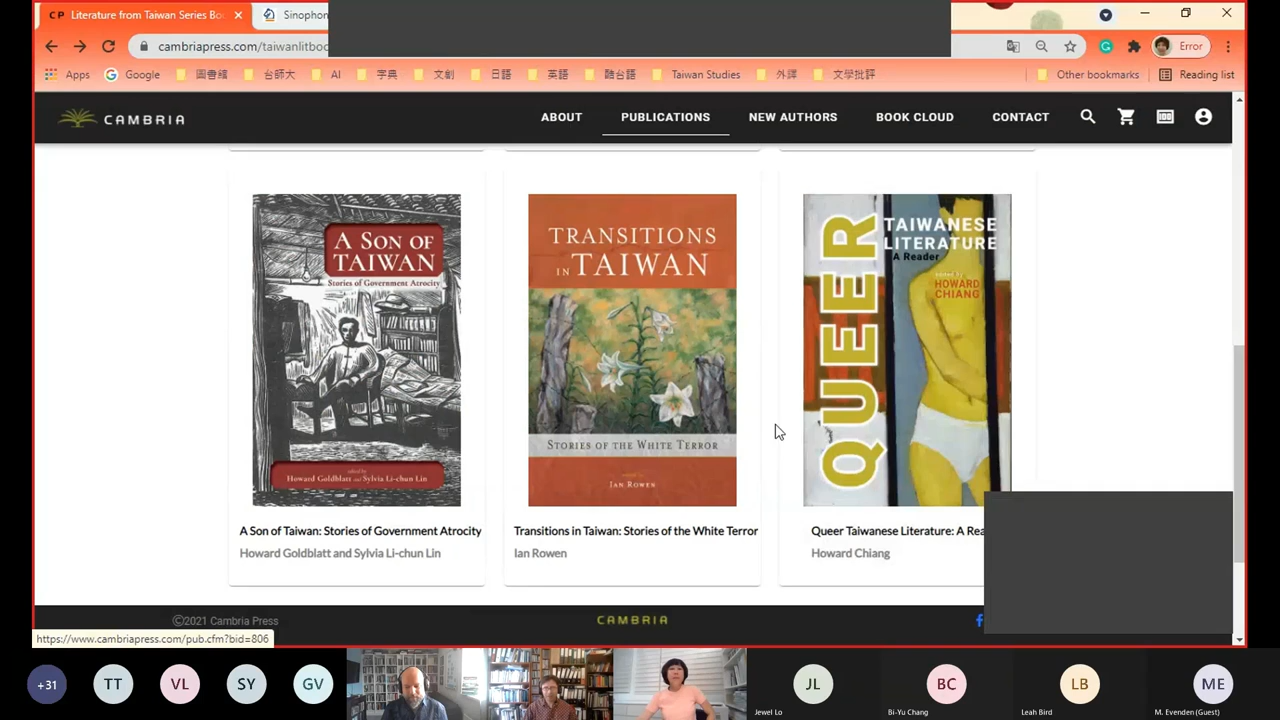 CP Literature from Taiwan Series Bo
Sinophon
cambriapress.com/taiwanlitboo
Error
Apps
Google
圖書館
台師大
AI
字典
文創
日語
英語
酷台語
Taiwan Studies
外譯
文學批評
Other bookmarks
Reading list
CAMBRIA
ABOUT
PUBLICATIONS
NEW AUTHORS
BOOK CLOUD
CONTACT
A SON OF
TAIWAN
Stories of Government Atrocity
edited by
Howard Goldblatt and Sylvia Li-chun Lin
TRANSITIONS
IN TAIWAN
STORIES OF THE WHITE TERROR
IAN ROWEN
QUEER
TAIWANESE
LITERATURE
A Reader
edited by
HOWARD
CHIANG
A Son of Taiwan: Stories of Government Atrocity
Howard Goldblatt and Sylvia Li-chun Lin
Transitions in Taiwan: Stories of the White Terror
Ian Rowen
Queer Taiwanese Literature: A Rea
Howard Chiang
©2021 Cambria Press
CAMBRIA
https://www.cambriapress.com/pub.cfm?bid=806
+31
TT
VL
SY
GV
JL
Jewel Lo
BC
Bi-Yu Chang
LB
Leah Bird
ME
M. Evenden (Guest)